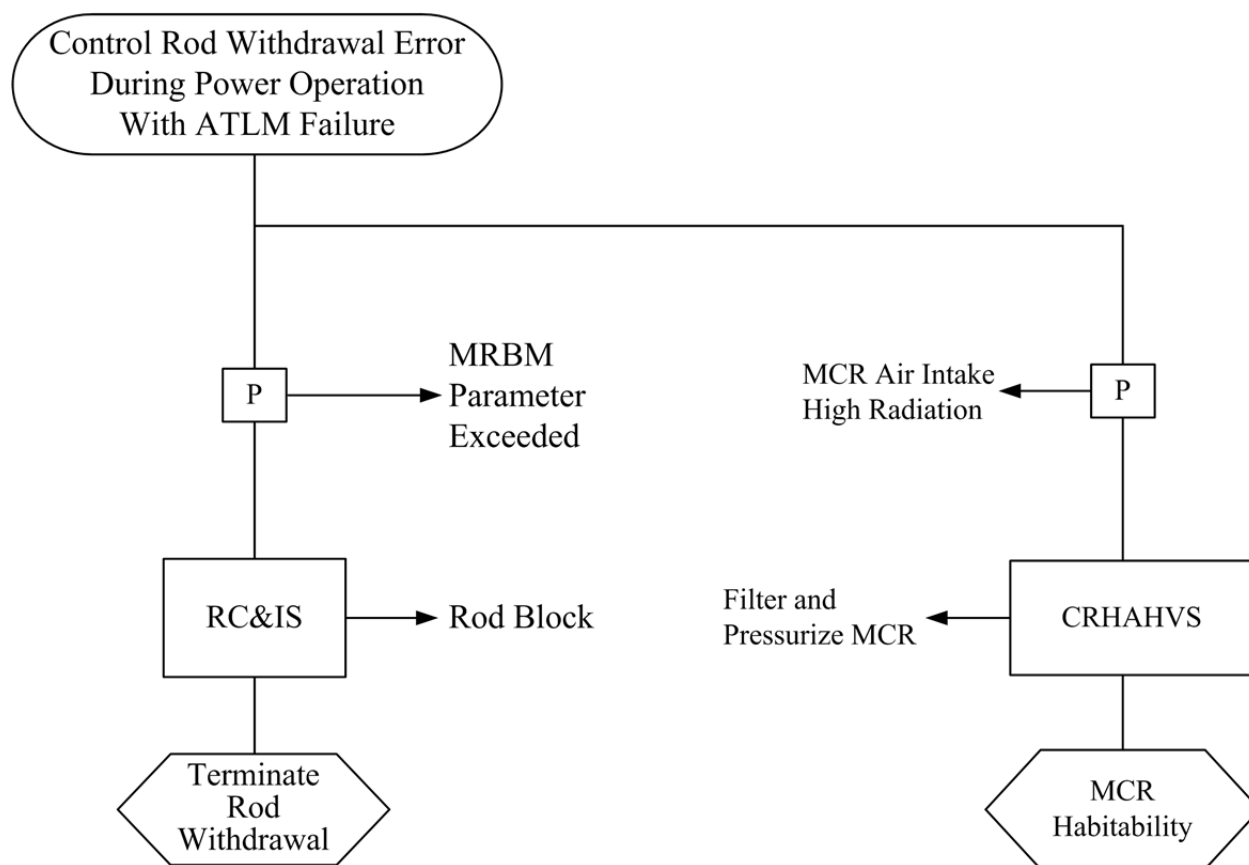 Control Rod Withdrawal Error
During Power Operation
With ATLM Failure
P
MRBM
Parameter
Exceeded
MCR Air Intake
High Radiation
P
RC&IS
Rod Block
Filter and
Pressurize MCR
CRHAHVS
Terminate
Rod
Withdrawal
MCR
Habitability